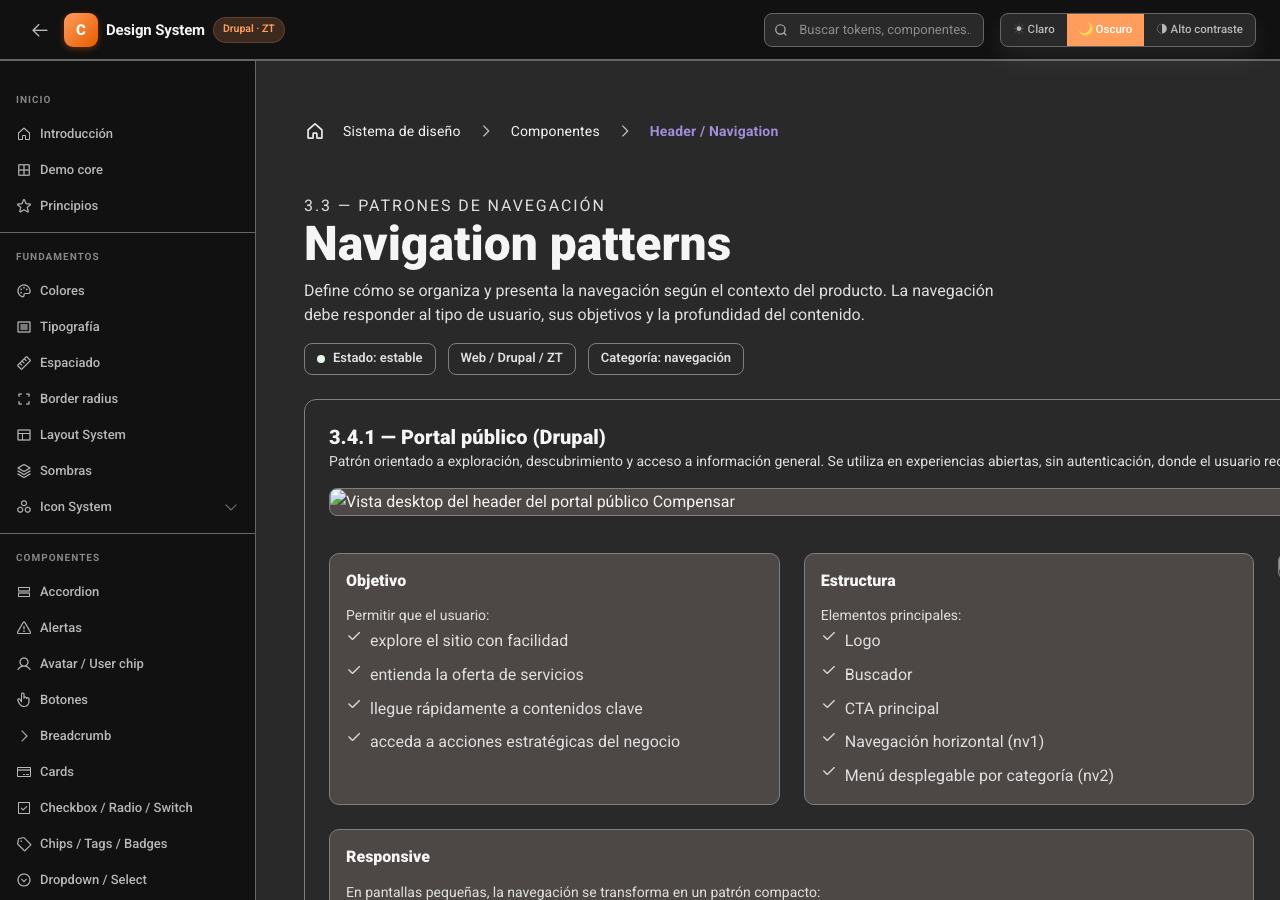 C Design System Drupal · ZT
Buscar tokens, componentes..
Claro Oscuro Alto contraste
INICIO
Introducción
Demo core
Principios
FUNDAMENTOS
Colores
Tipografía
Espaciado
Border radius
Layout System
Sombras
Icon System
COMPONENTES
Accordion
Alertas
Avatar / User chip
Botones
Breadcrumb
Cards
Checkbox / Radio / Switch
Chips / Tags / Badges
Dropdown / Select
Sistema de diseño Componentes Header / Navigation
3.3 — PATRONES DE NAVEGACIÓN
Navigation patterns
Define cómo se organiza y presenta la navegación según el contexto del producto. La navegación
debe responder al tipo de usuario, sus objetivos y la profundidad del contenido.
Estado: estable Web / Drupal / ZT Categoría: navegación
3.4.1 — Portal público (Drupal)
Patrón orientado a exploración, descubrimiento y acceso a información general. Se utiliza en experiencias abiertas, sin autenticación, donde el usuario
Vista desktop del header del portal público Compensar
Objetivo
Permitir que el usuario:
explore el sitio con facilidad
entienda la oferta de servicios
llegue rápidamente a contenidos clave
acceda a acciones estratégicas del negocio
Estructura
Elementos principales:
Logo
Buscador
CTA principal
Navegación horizontal (nv1)
Menú desplegable por categoría (nv2)
Responsive
En pantallas pequeñas, la navegación se transforma en un patrón compacto: